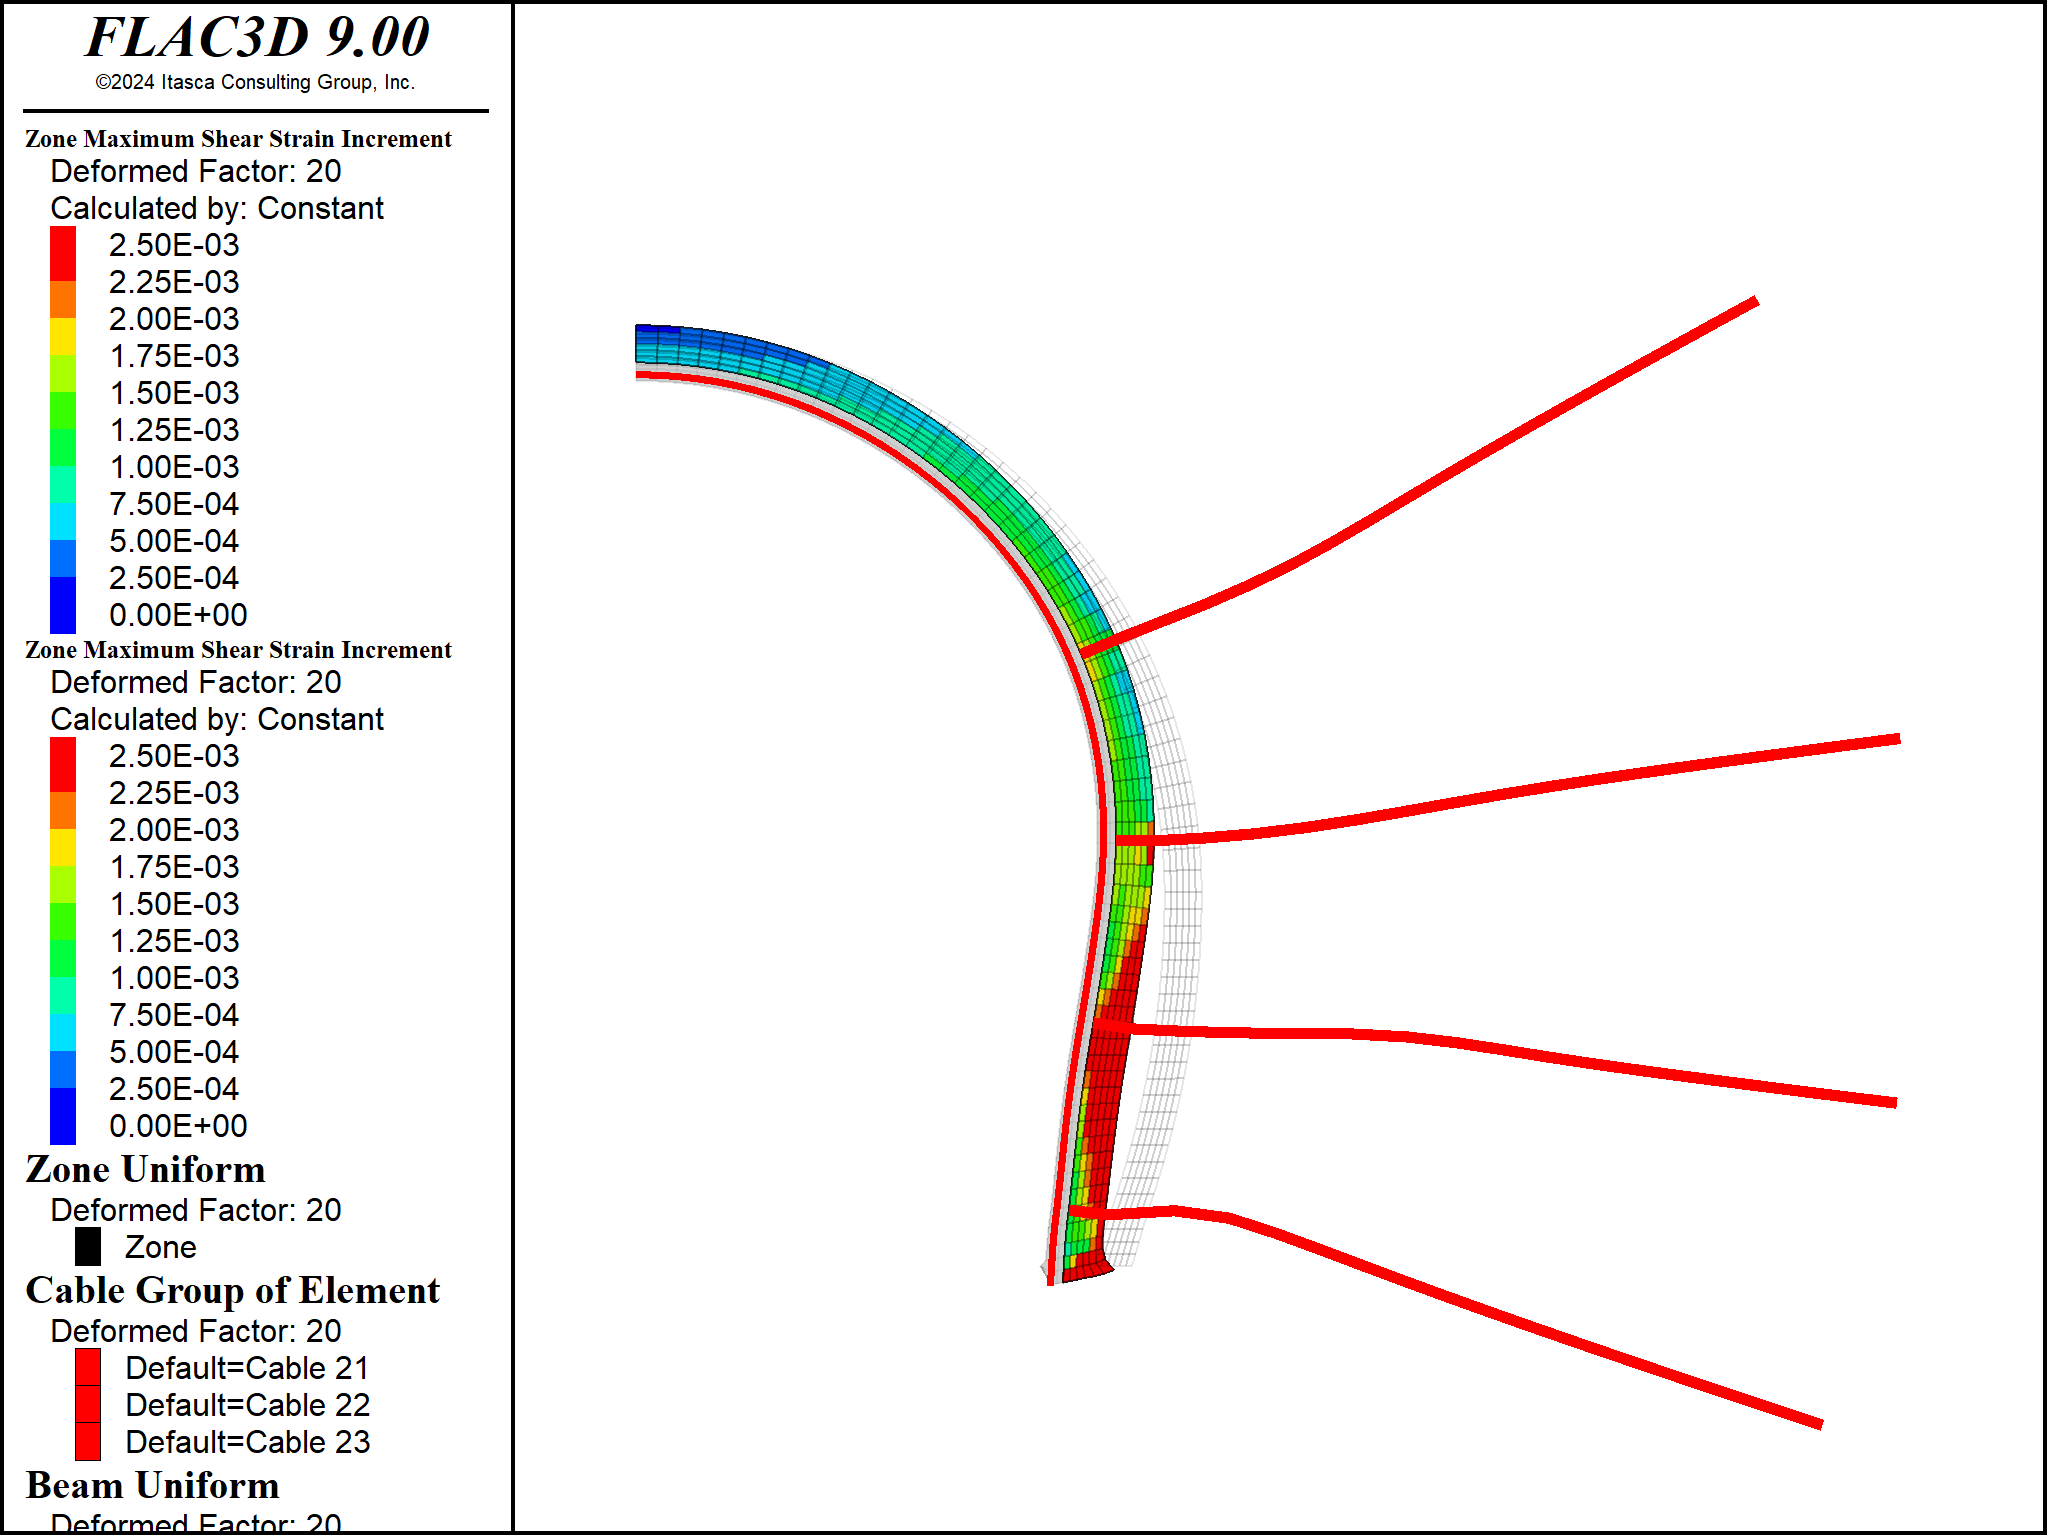 FLAC3D 9.00
©2024 Itasca Consulting Group, Inc.
Zone Maximum Shear Strain Increment
Deformed Factor: 20
Calculated by: Constant
2.50E-03
2.25E-03
2.00E-03
1.75E-03
1.50E-03
1.25E-03
1.00E-03
7.50E-04
5.00E-04
2.50E-04
0.00E+00
Zone Maximum Shear Strain Increment
Deformed Factor: 20
Calculated by: Constant
2.50E-03
2.25E-03
2.00E-03
1.75E-03
1.50E-03
1.25E-03
1.00E-03
7.50E-04
5.00E-04
2.50E-04
0.00E+00
Zone Uniform
Deformed Factor: 20
Zone
Cable Group of Element
Deformed Factor: 20
Default=Cable 21
Default=Cable 22
Default=Cable 23
Beam Uniform
Deformed Factor: 20